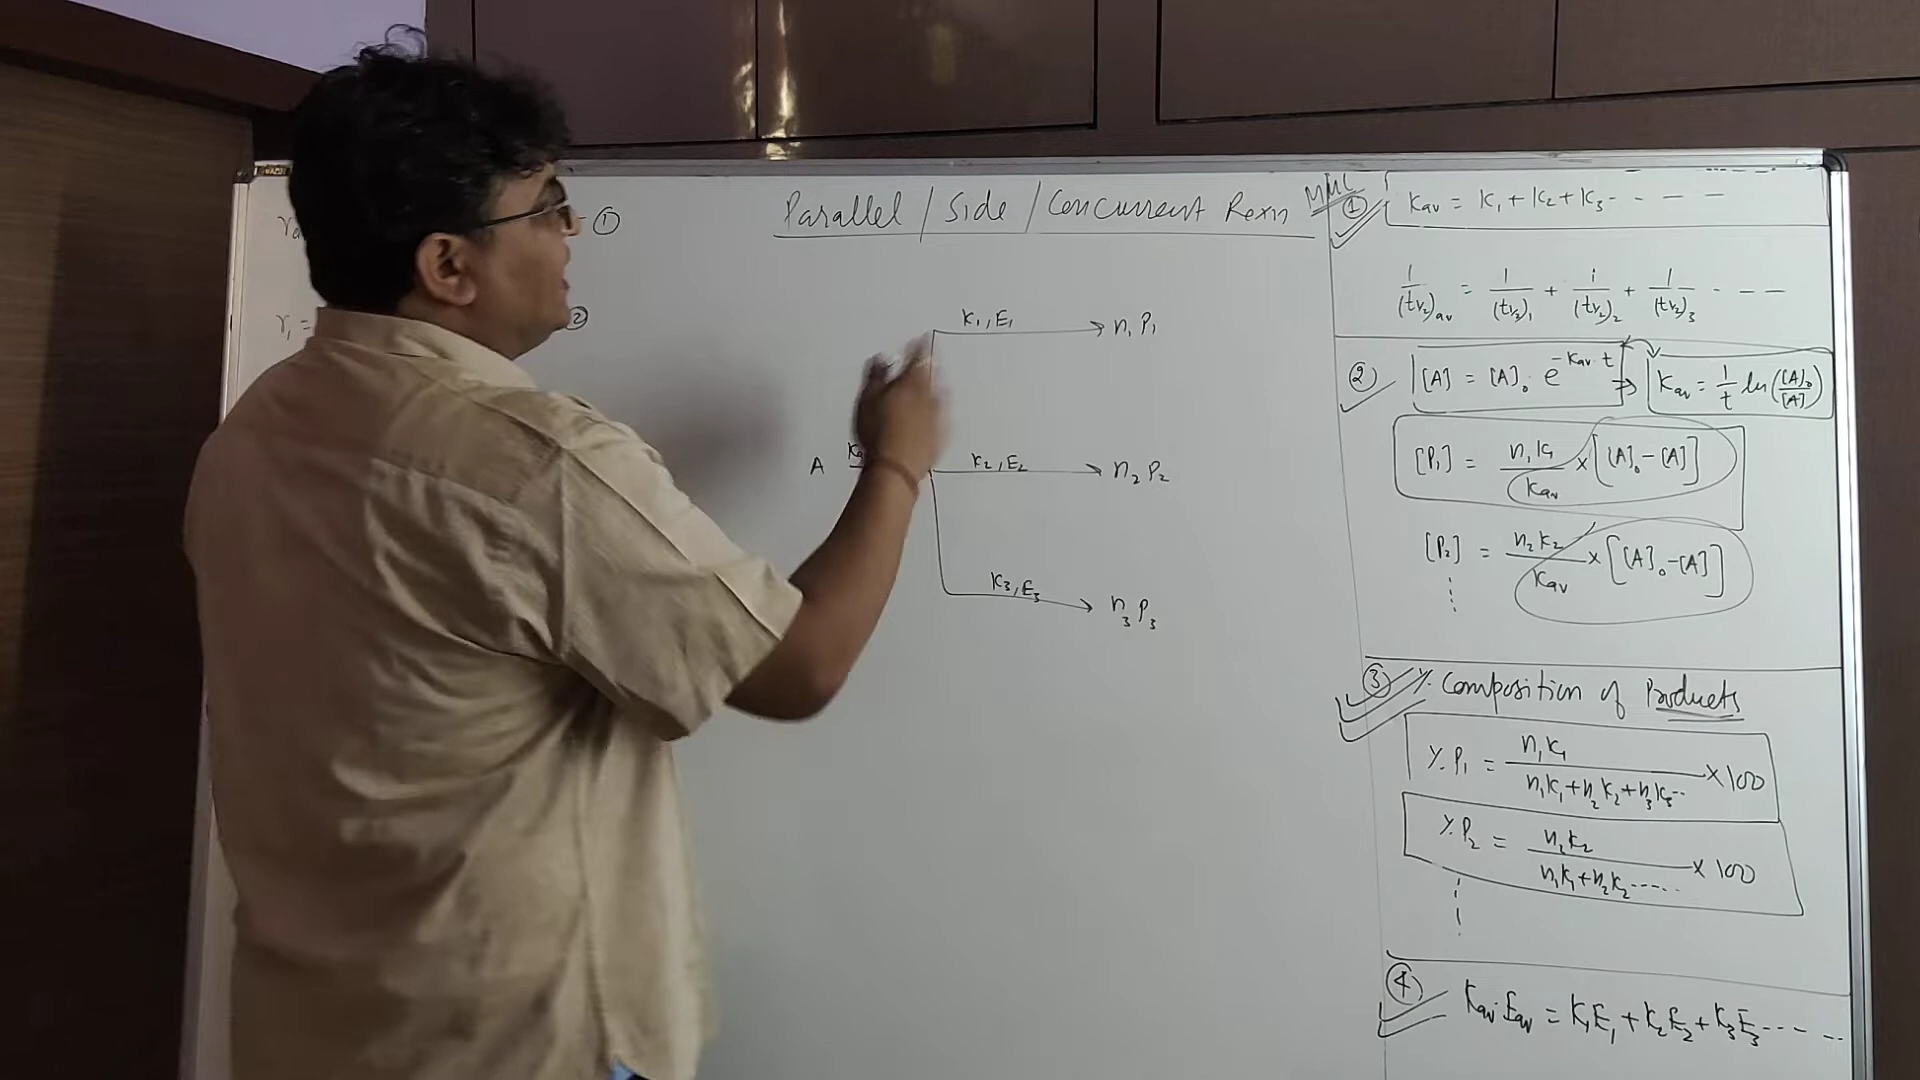 Parallel / Side / Concurrent Rexn
①
②
K₁, E₁
n₁ P₁
A
K₂, E₂
n₂ P₂
K₃, E₃
n₃ P₃
① Kav = K₁ + K₂ + K₃ - - - -
1/(t½)av = 1/(t½)₁ + 1/(t½)₂ + 1/(t½)₃ - - - -
② [A] = [A]₀ e^(-Kav t) ⇒ Kav = 1/t ln([A]₀/[A])
[P₁] = n₁K₁/Kav × [[A]₀ - [A]]
[P₂] = n₂K₂/Kav × [[A]₀ - [A]]
③ % Composition of Products
% P₁ = n₁K₁/(n₁K₁ + n₂K₂ + n₃K₃..) × 100
% P₂ = n₂K₂/(n₁K₁ + n₂K₂.....) × 100
④ Kav Eav = K₁E₁ + K₂E₂ + K₃E₃ - - - -